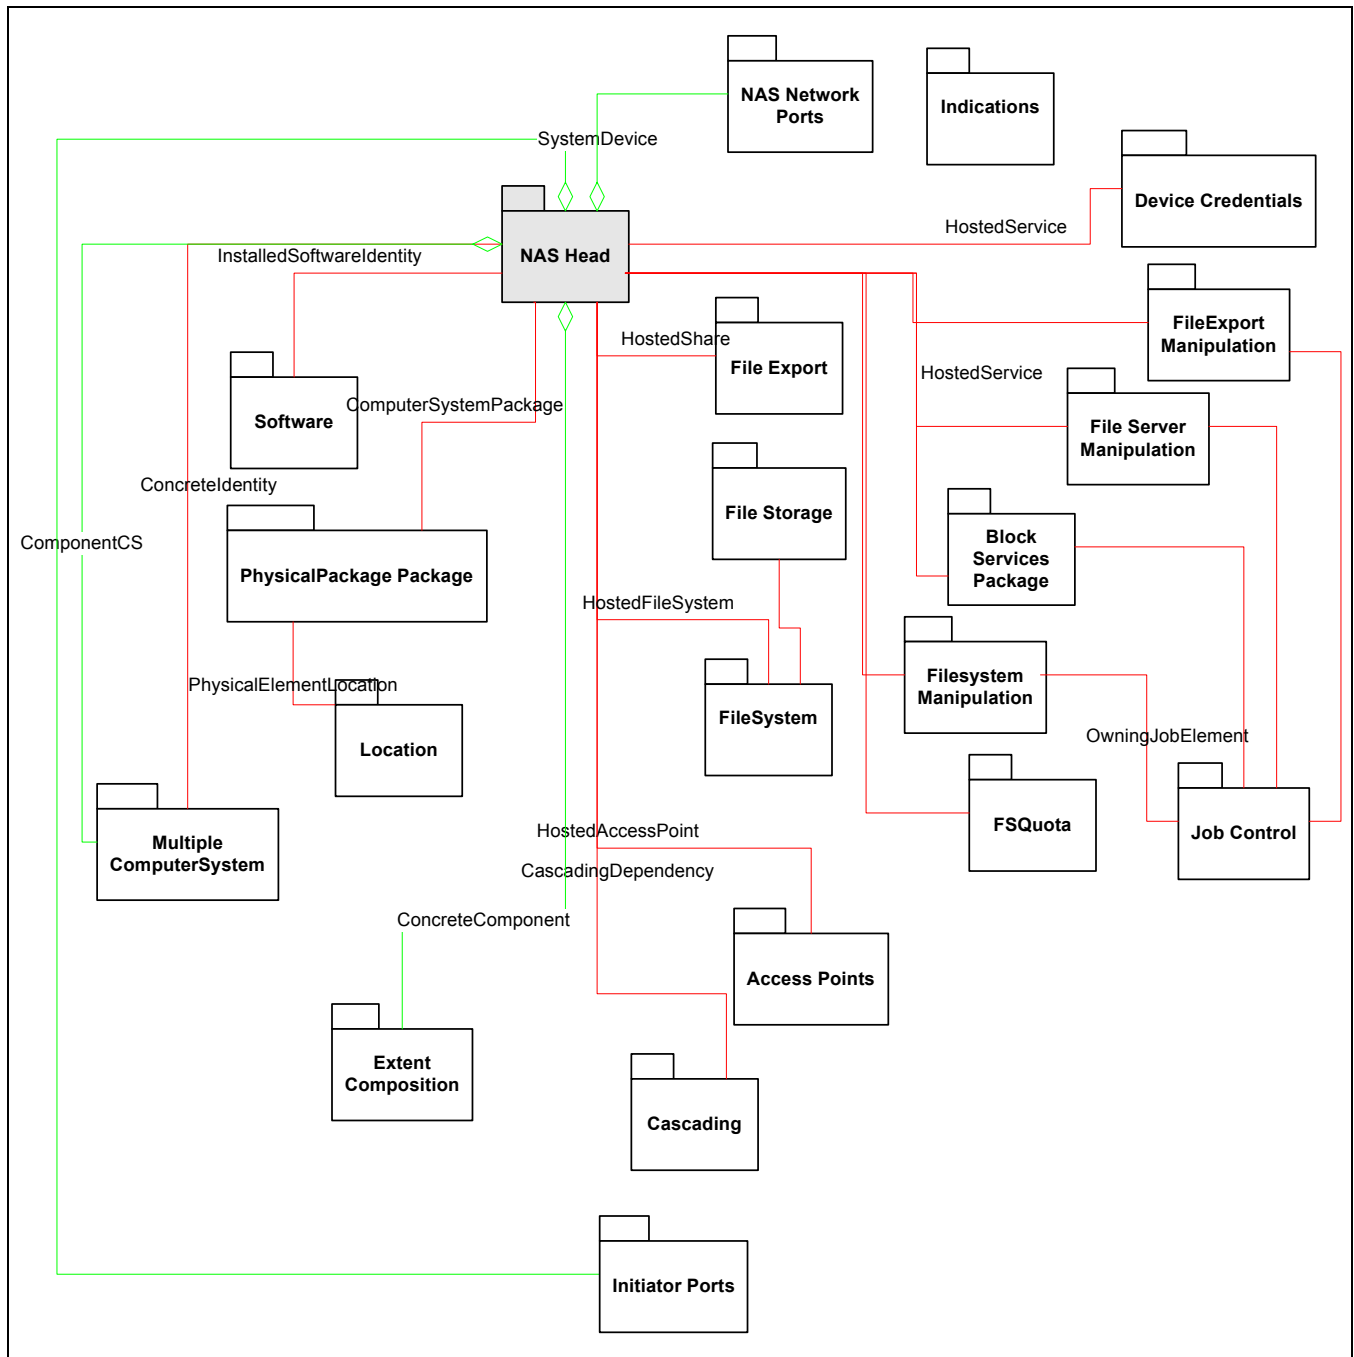 NAS Network
Ports
Indications
SystemDevice
Device Credentials
HostedService
NAS Head
InstalledSoftwareIdentity
FileExport
Manipulation
HostedShare
File Export
HostedService
ComputerSystemPackage
Software
File Server
Manipulation
ConcreteIdentity
File Storage
ComponentCS
Block
Services
Package
PhysicalPackage Package
HostedFileSystem
PhysicalElementLocation
Filesystem
Manipulation
FileSystem
Location
OwningJobElement
HostedAccessPoint
FSQuota
Job Control
Multiple
ComputerSystem
CascadingDependency
ConcreteComponent
Access Points
Extent
Composition
Cascading
Initiator Ports